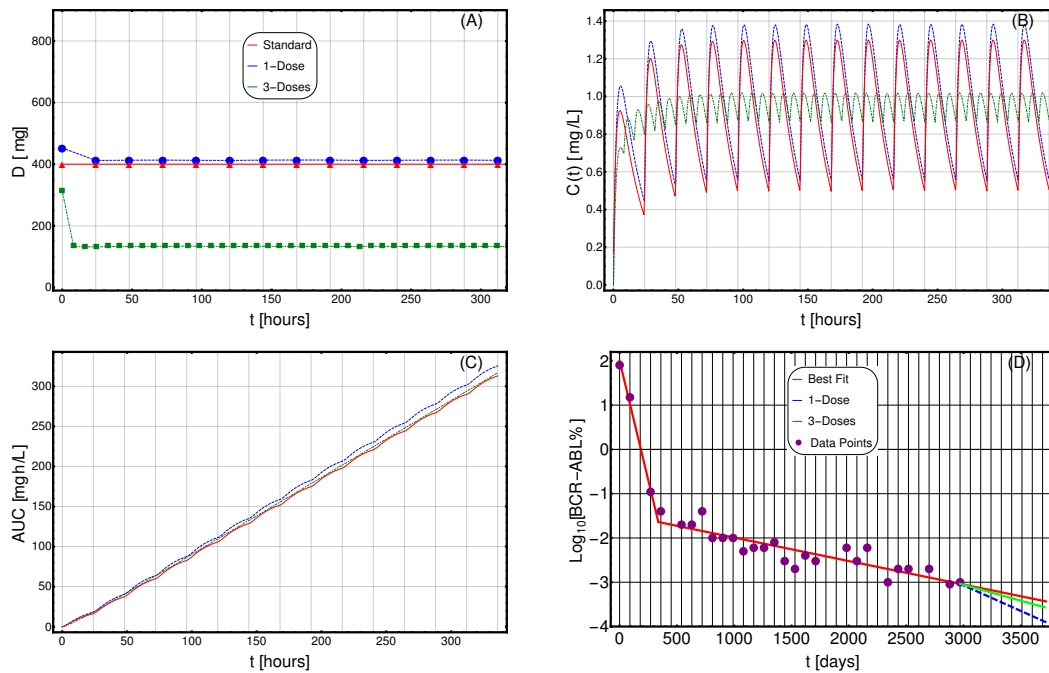 (A)
D [ mg]
800
600
400
200
0
Standard
1-Dose
3-Doses
0 50 100 150 200 250 300
t [hours]
(B)
C(t) [mg/L]
1.4
1.2
1.0
0.8
0.6
0.4
0.2
0.0
0 50 100 150 200 250 300
t [hours]
(C)
AUC [mgh/L]
300
250
200
150
100
50
0
0 50 100 150 200 250 300
t [hours]
(D)
Log10[BCR-ABL%]
2
1
0
-1
-2
-3
-4
Best Fit
1-Dose
3-Doses
Data Points
0 500 1000 1500 2000 2500 3000 3500
t [days]